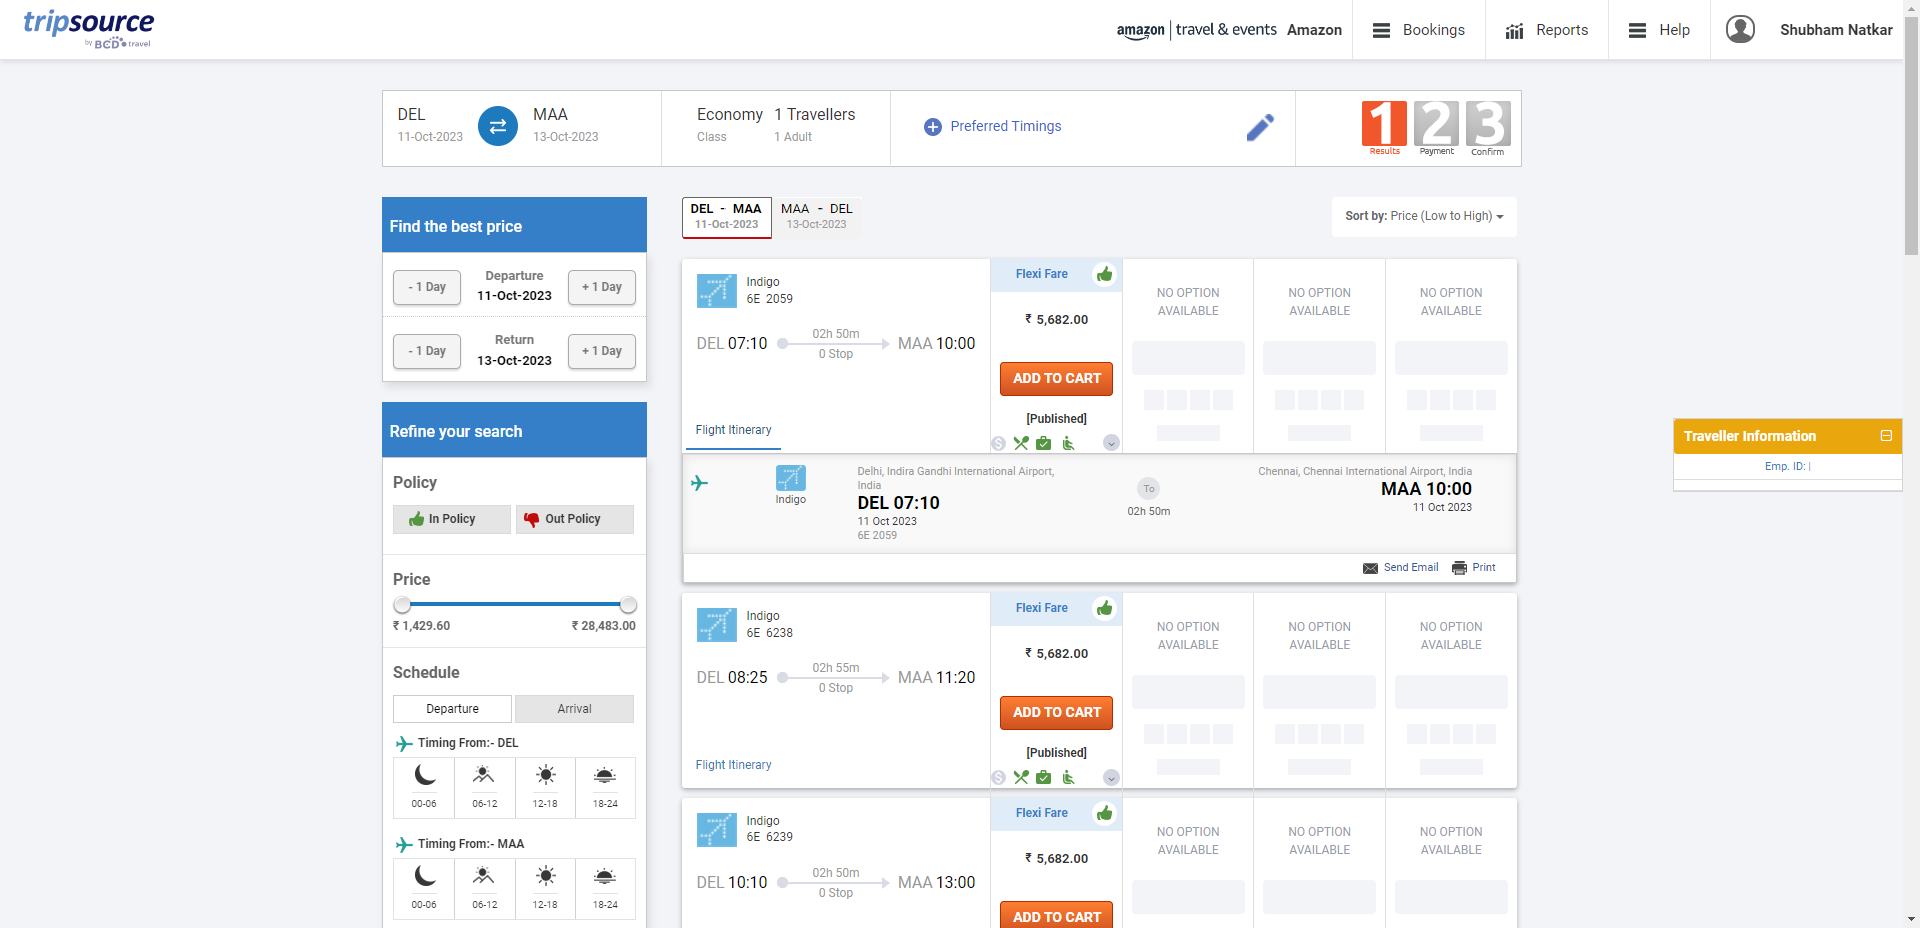 tripsource
by BCD travel
amazon | travel & events Amazon
Bookings
Reports
Help
Shubham Natkar
DEL
11-Oct-2023
MAA
13-Oct-2023
Economy
Class
1 Travellers
1 Adult
Preferred Timings
1 2 3
Results Payment Confirm
Find the best price
- 1 Day
Departure
11-Oct-2023
+ 1 Day
- 1 Day
Return
13-Oct-2023
+ 1 Day
Refine your search
Policy
In Policy
Out Policy
Price
₹ 1,429.60
₹ 28,483.00
Schedule
Departure
Arrival
Timing From:- DEL
00-06
06-12
12-18
18-24
Timing From:- MAA
00-06
06-12
12-18
18-24
DEL - MAA
11-Oct-2023
MAA - DEL
13-Oct-2023
Sort by: Price (Low to High)
Indigo
6E 2059
DEL 07:10
02h 50m
0 Stop
MAA 10:00
Flight Itinerary
Flexi Fare
₹ 5,682.00
ADD TO CART
[Published]
NO OPTION
AVAILABLE
NO OPTION
AVAILABLE
NO OPTION
AVAILABLE
Indigo
Delhi, Indira Gandhi International Airport,
India
DEL 07:10
11 Oct 2023
6E 2059
To
02h 50m
Chennai, Chennai International Airport, India
MAA 10:00
11 Oct 2023
Send Email
Print
Indigo
6E 6238
DEL 08:25
02h 55m
0 Stop
MAA 11:20
Flight Itinerary
Flexi Fare
₹ 5,682.00
ADD TO CART
[Published]
NO OPTION
AVAILABLE
NO OPTION
AVAILABLE
NO OPTION
AVAILABLE
Indigo
6E 6239
DEL 10:10
02h 50m
0 Stop
MAA 13:00
Flexi Fare
₹ 5,682.00
ADD TO CART
NO OPTION
AVAILABLE
NO OPTION
AVAILABLE
NO OPTION
AVAILABLE
Traveller Information
Emp. ID: |